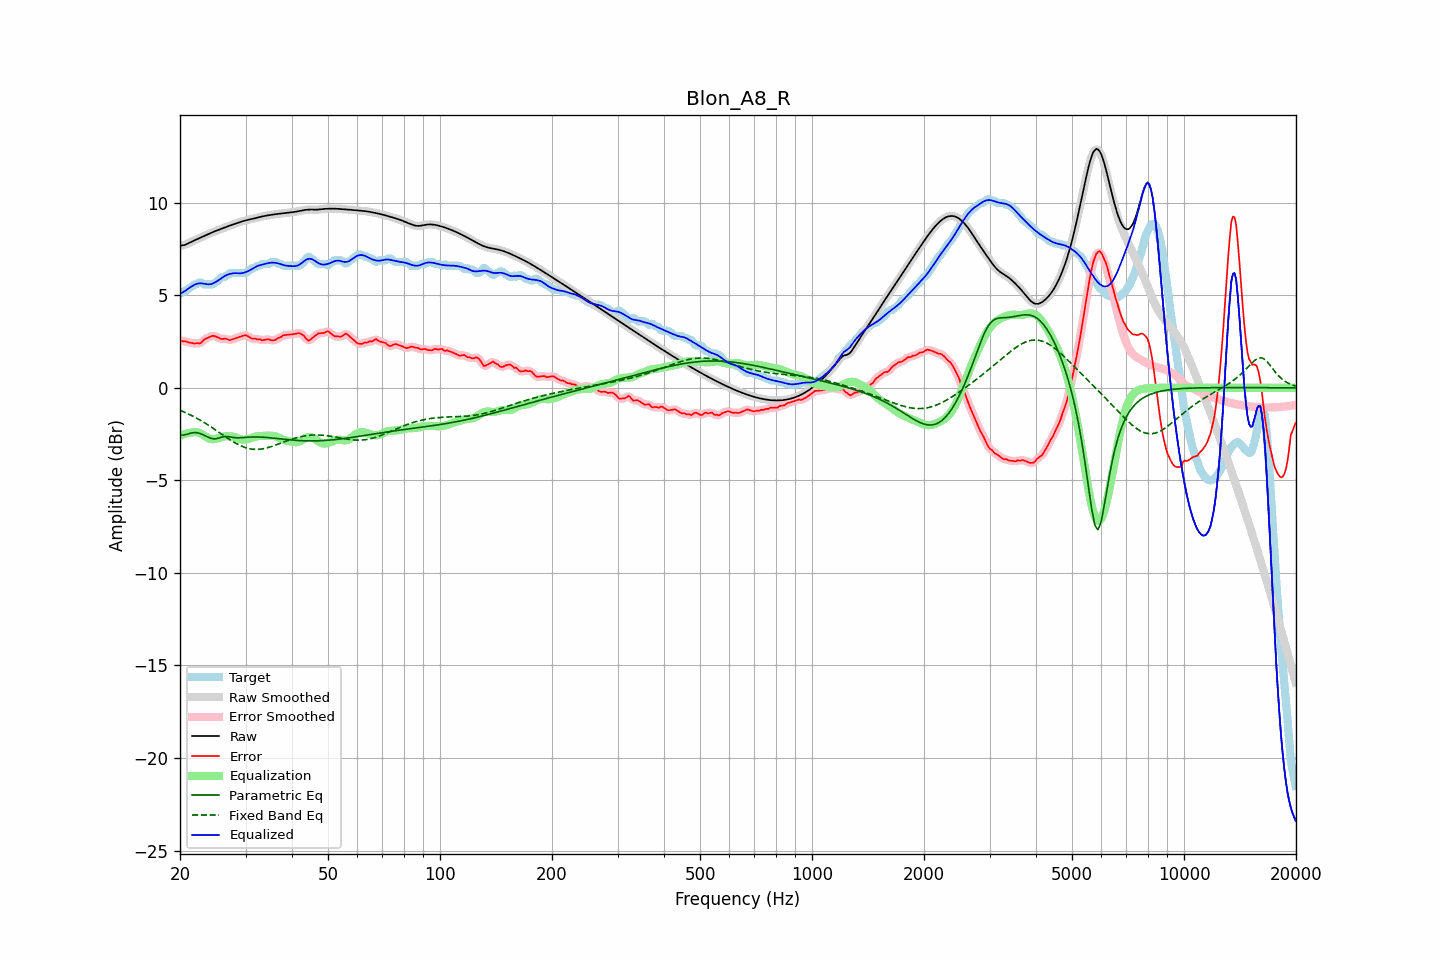 Blon_A8_R
Amplitude (dBr)
10
5
0
−5
−10
−15
−20
−25
Target
Raw Smoothed
Error Smoothed
Raw
Error
Equalization
Parametric Eq
Fixed Band Eq
Equalized
20 50 100 200 500 1000 2000 5000 10000 20000
Frequency (Hz)